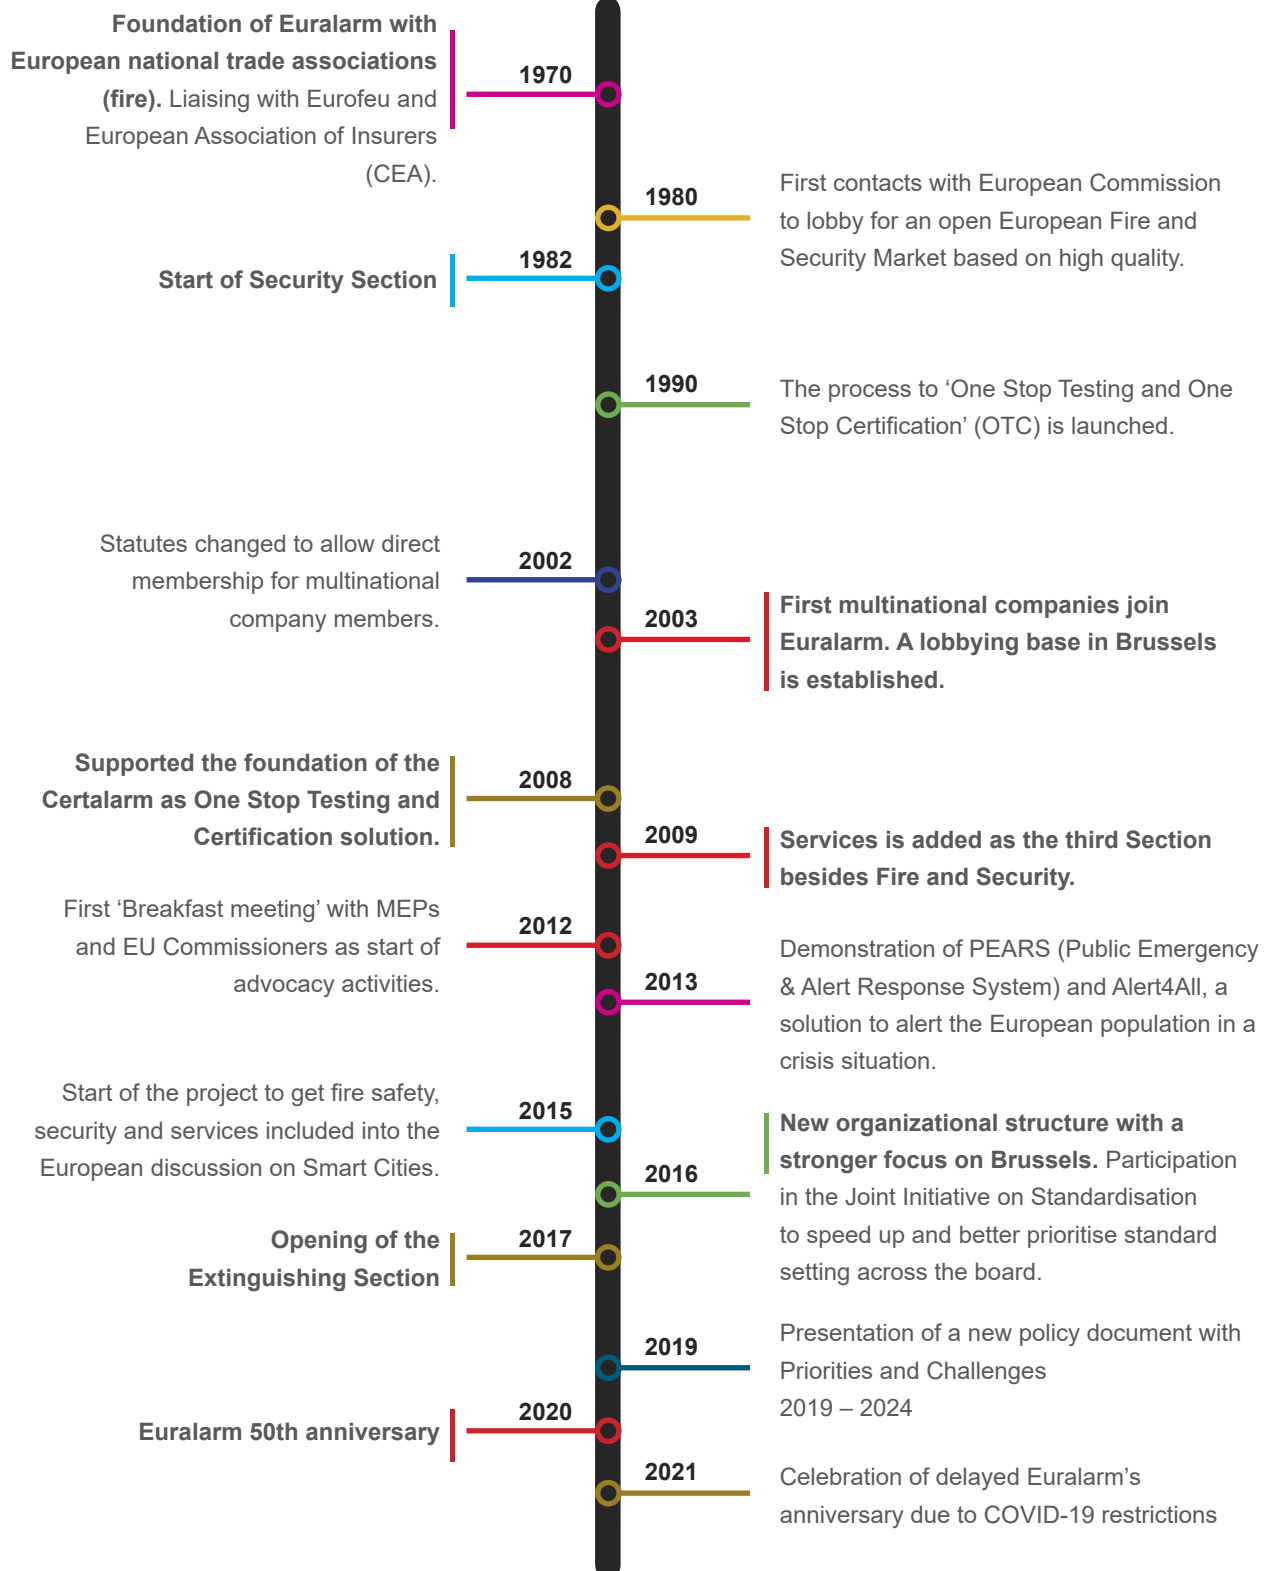 1970
Foundation of Euralarm with
European national trade associations
(fire). Liaising with Eurofeu and
European Association of Insurers
(CEA).
1980
First contacts with European Commission
to lobby for an open European Fire and
Security Market based on high quality.
1982
Start of Security Section
1990
The process to ‘One Stop Testing and One
Stop Certification’ (OTC) is launched.
2002
Statutes changed to allow direct
membership for multinational
company members.
2003
First multinational companies join
Euralarm. A lobbying base in Brussels
is established.
2008
Supported the foundation of the
Certalarm as One Stop Testing and
Certification solution.
2009
Services is added as the third Section
besides Fire and Security.
2012
First ‘Breakfast meeting’ with MEPs
and EU Commissioners as start of
advocacy activities.
2013
Demonstration of PEARS (Public Emergency
& Alert Response System) and Alert4All, a
solution to alert the European population in a
crisis situation.
2015
Start of the project to get fire safety,
security and services included into the
European discussion on Smart Cities.
2016
New organizational structure with a
stronger focus on Brussels. Participation
in the Joint Initiative on Standardisation
to speed up and better prioritise standard
setting across the board.
2017
Opening of the
Extinguishing Section
2019
Presentation of a new policy document with
Priorities and Challenges
2019 – 2024
2020
Euralarm 50th anniversary
2021
Celebration of delayed Euralarm’s
anniversary due to COVID-19 restrictions